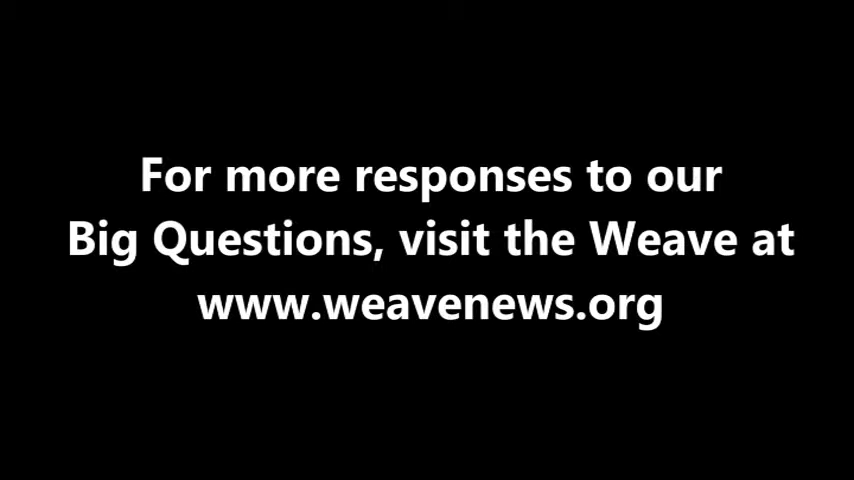 For more responses to our
Big Questions, visit the Weave at
www.weavenews.org